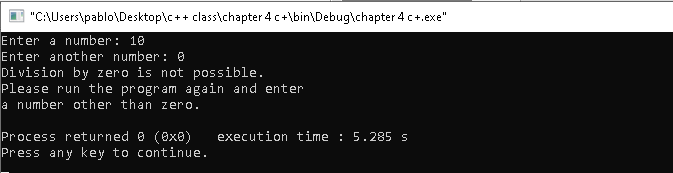 "C:\Users\pablo\Desktop\c++ class\chapter 4 c+\bin\Debug\chapter 4 c+.exe"
Enter a number: 10
Enter another number: 0
Division by zero is not possible.
Please run the program again and enter
a number other than zero.
Process returned 0 (0x0)   execution time : 5.285 s
Press any key to continue.